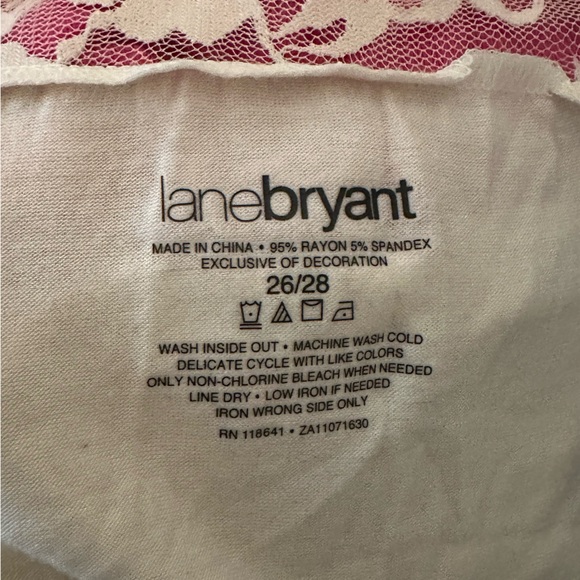 lanebryant
MADE IN CHINA • 95% RAYON 5% SPANDEX
EXCLUSIVE OF DECORATION
26/28
WASH INSIDE OUT • MACHINE WASH COLD
DELICATE CYCLE WITH LIKE COLORS
ONLY NON-CHLORINE BLEACH WHEN NEEDED
LINE DRY • LOW IRON IF NEEDED
IRON WRONG SIDE ONLY
RN 118641 • ZA11071630